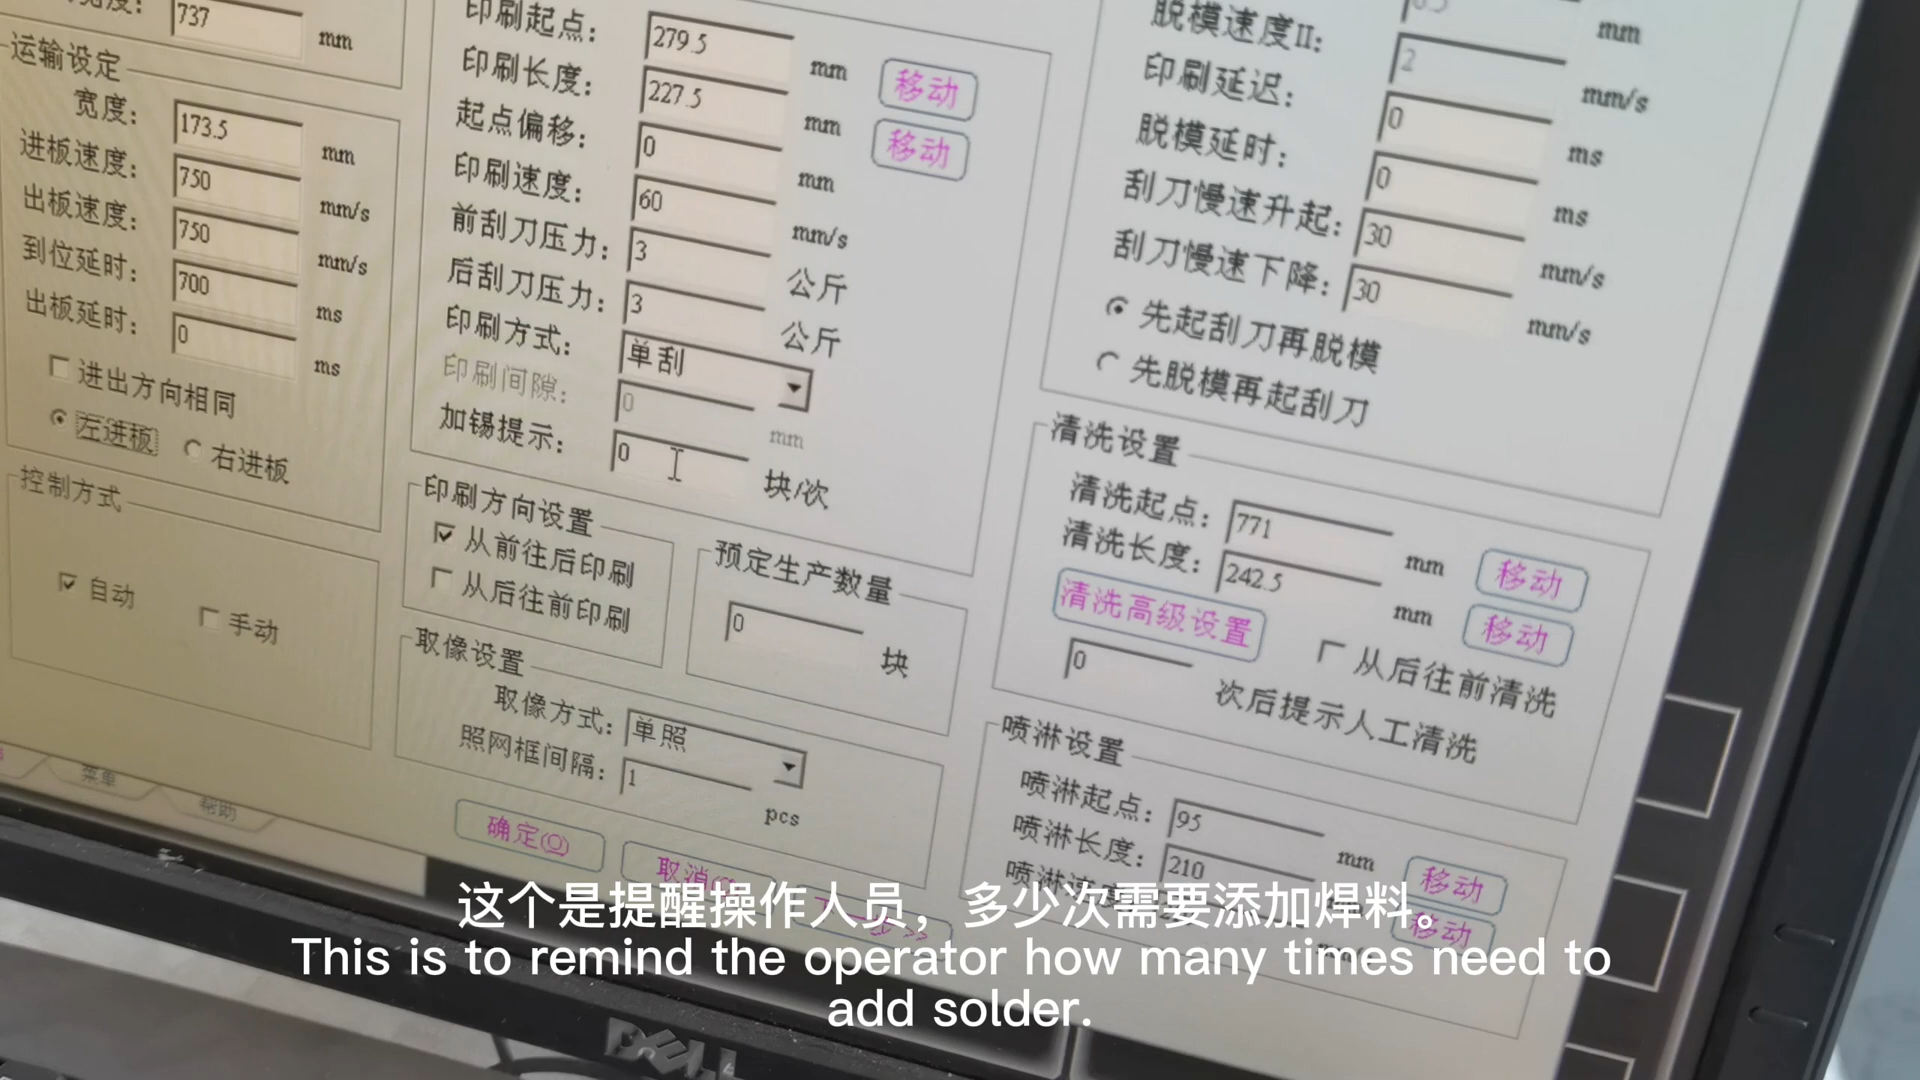 737 mm
运输设定
宽度: 173.5 mm
进板速度: 750 mm/s
出板速度: 750 mm/s
到位延时: 700 ms
出板延时: 0 ms
进出方向相同
左进板 右进板
控制方式
自动 手动
菜单
帮助
印刷起点: 279.5 mm 移动
印刷长度: 227.5 mm 移动
起点偏移: 0 mm
印刷速度: 60 mm/s
前刮刀压力: 3 公斤
后刮刀压力: 3 公斤
印刷方式: 单刮
印刷间隙: 0 mm
加锡提示: 0 块/次
印刷方向设置
从前往后印刷
从后往前印刷
预定生产数量
0 块
取像设置
取像方式: 单照
照网框间隔: 1 pcs
确定(O)
取消
脱模速度II: 2 mm/s
印刷延迟: 0 ms
脱模延时: 0 ms
刮刀慢速升起: 30 mm/s
刮刀慢速下降: 30 mm/s
先起刮刀再脱模
先脱模再起刮刀
清洗设置
清洗起点: 771 mm 移动
清洗长度: 242.5 mm 移动
清洗高级设置
从后往前清洗
0 次后提示人工清洗
喷淋设置
喷淋起点: 95 mm 移动
喷淋长度: 210 移动
这个是提醒操作人员，多少次需要添加焊料。
This is to remind the operator how many times need to
add solder.
DELL